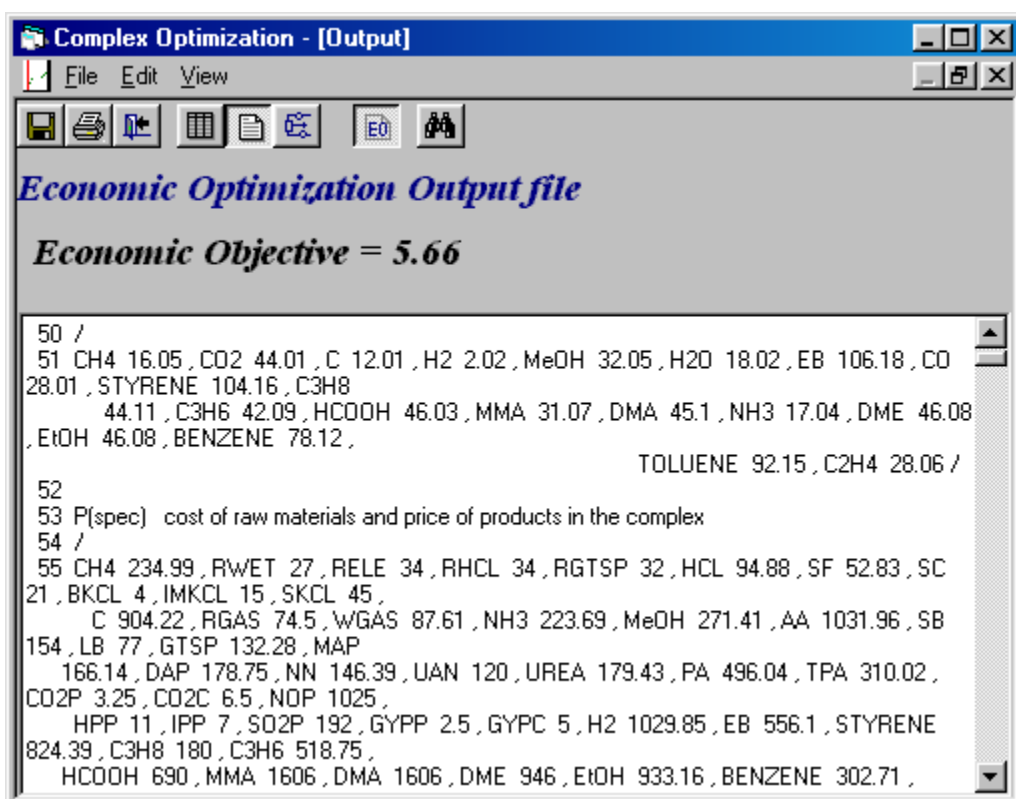 Complex Optimization - [Output]
File Edit View
EO
Economic Optimization Output file
Economic Objective = 5.66
50 /
51 CH4 16.05 , CO2 44.01 , C 12.01 , H2 2.02 , MeOH 32.05 , H2O 18.02 , EB 106.18 , CO
28.01 , STYRENE 104.16 , C3H8
44.11 , C3H6 42.09 , HCOOH 46.03 , MMA 31.07 , DMA 45.1 , NH3 17.04 , DME 46.08
, EtOH 46.08 , BENZENE 78.12 ,
TOLUENE 92.15 , C2H4 28.06 /
52
53 P(spec) cost of raw materials and price of products in the complex
54 /
55 CH4 234.99 , RWET 27 , RELE 34 , RHCL 34 , RGTSP 32 , HCL 94.88 , SF 52.83 , SC
21 , BKCL 4 , IMKCL 15 , SKCL 45 ,
C 904.22 , RGAS 74.5 , WGAS 87.61 , NH3 223.69 , MeOH 271.41 , AA 1031.96 , SB
154 , LB 77 , GTSP 132.28 , MAP
166.14 , DAP 178.75 , NN 146.39 , UAN 120 , UREA 179.43 , PA 496.04 , TPA 310.02 ,
CO2P 3.25 , CO2C 6.5 , NOP 1025 ,
HPP 11 , IPP 7 , SO2P 192 , GYPP 2.5 , GYPC 5 , H2 1029.85 , EB 556.1 , STYRENE
824.39 , C3H8 180 , C3H6 518.75 ,
HCOOH 690 , MMA 1606 , DMA 1606 , DME 946 , EtOH 933.16 , BENZENE 302.71 ,